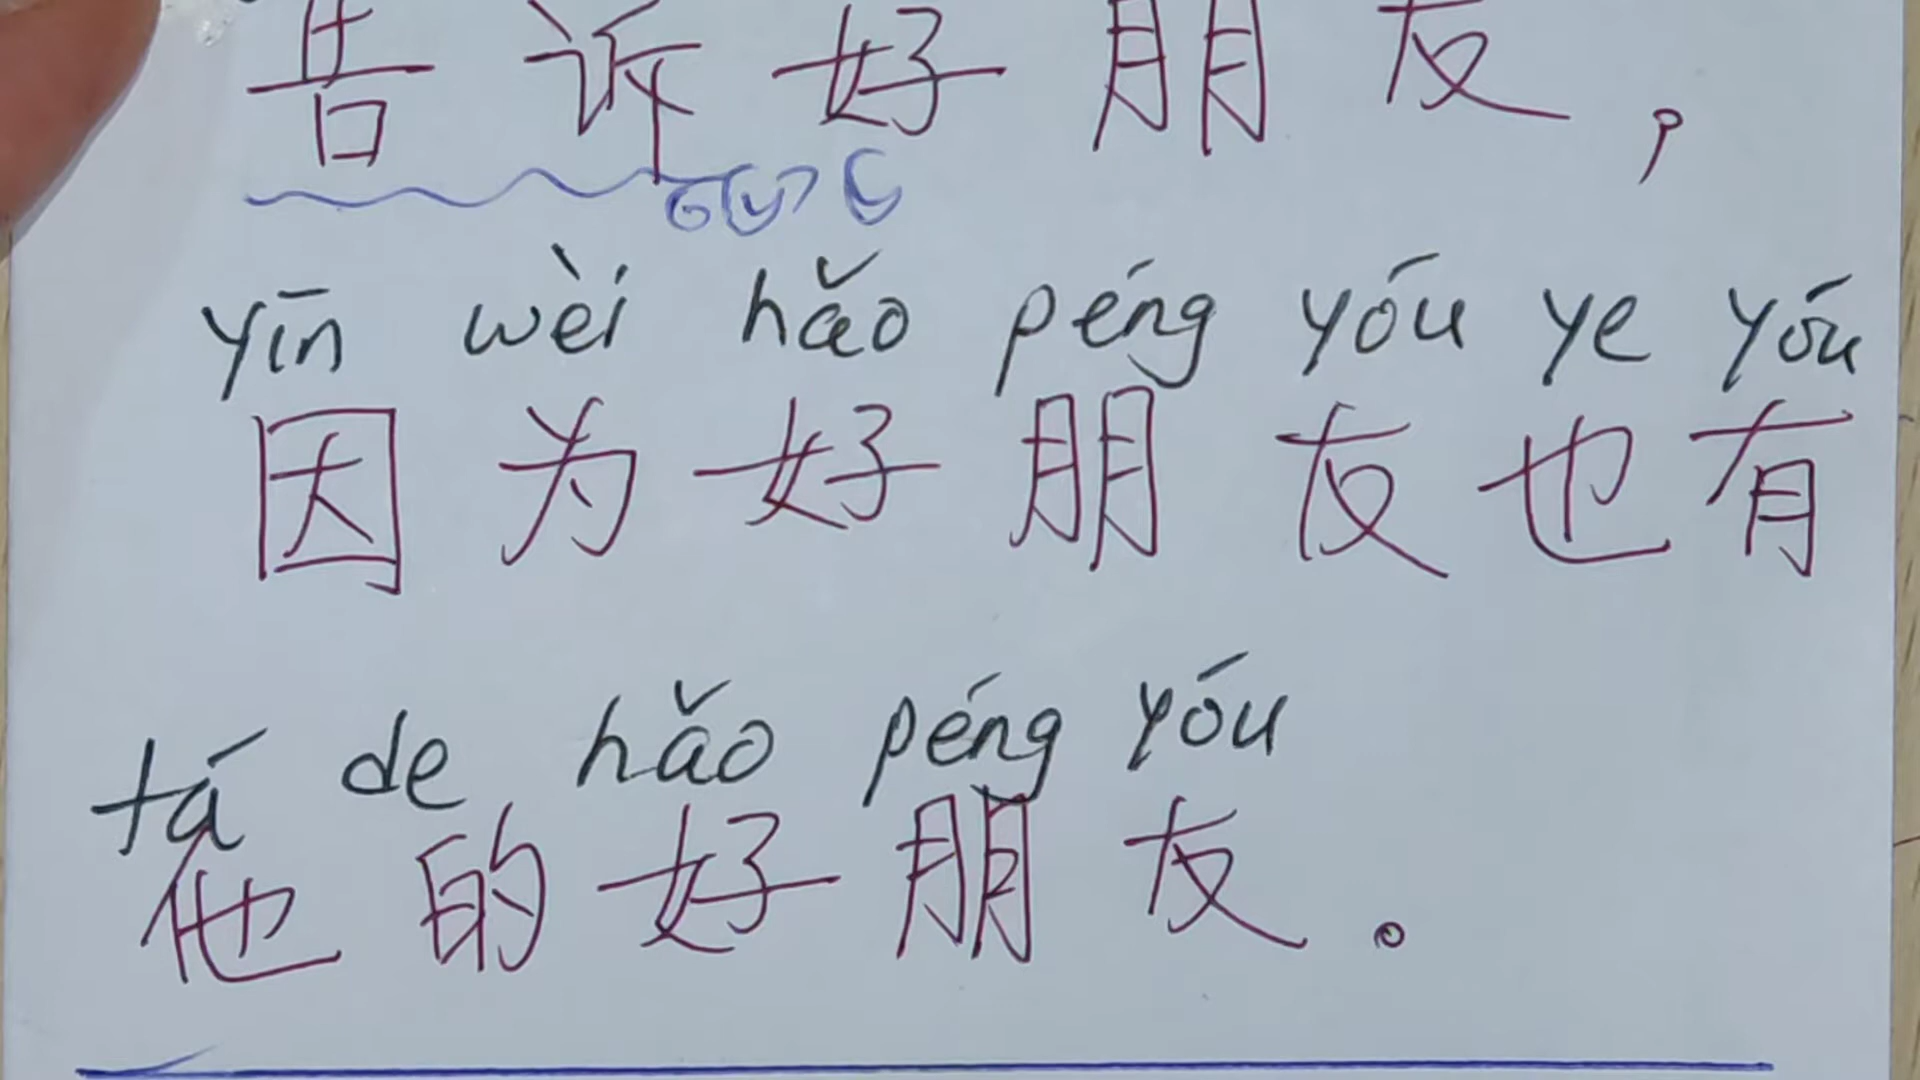 告诉好朋友，
yīn wèi hǎo péng yóu ye yóu
因为好朋友也有
tá de hǎo péng yóu
他的好朋友。